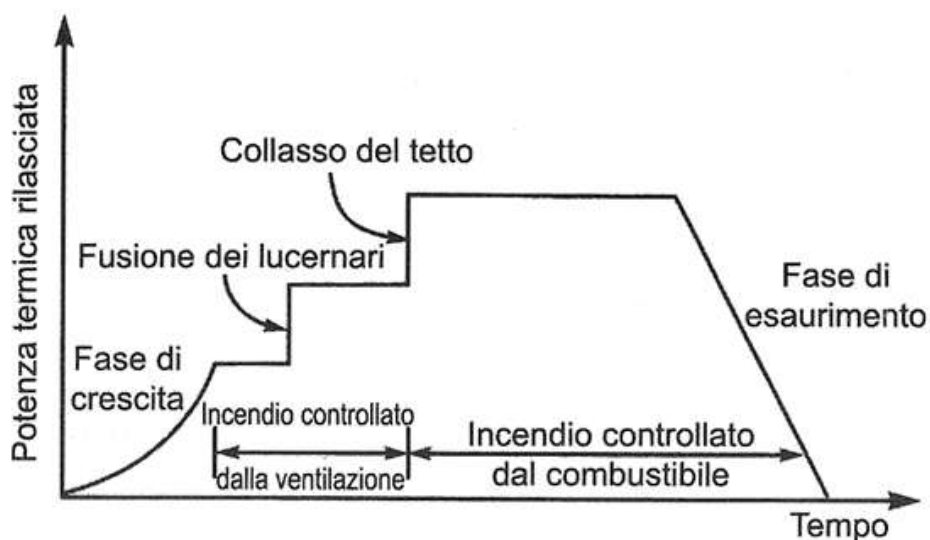 Potenza termica rilasciata
Collasso del tetto
Fusione dei lucernari
Fase di
crescita
Incendio controllato
dalla ventilazione
Incendio controllato
dal combustibile
Fase di
esaurimento
Tempo